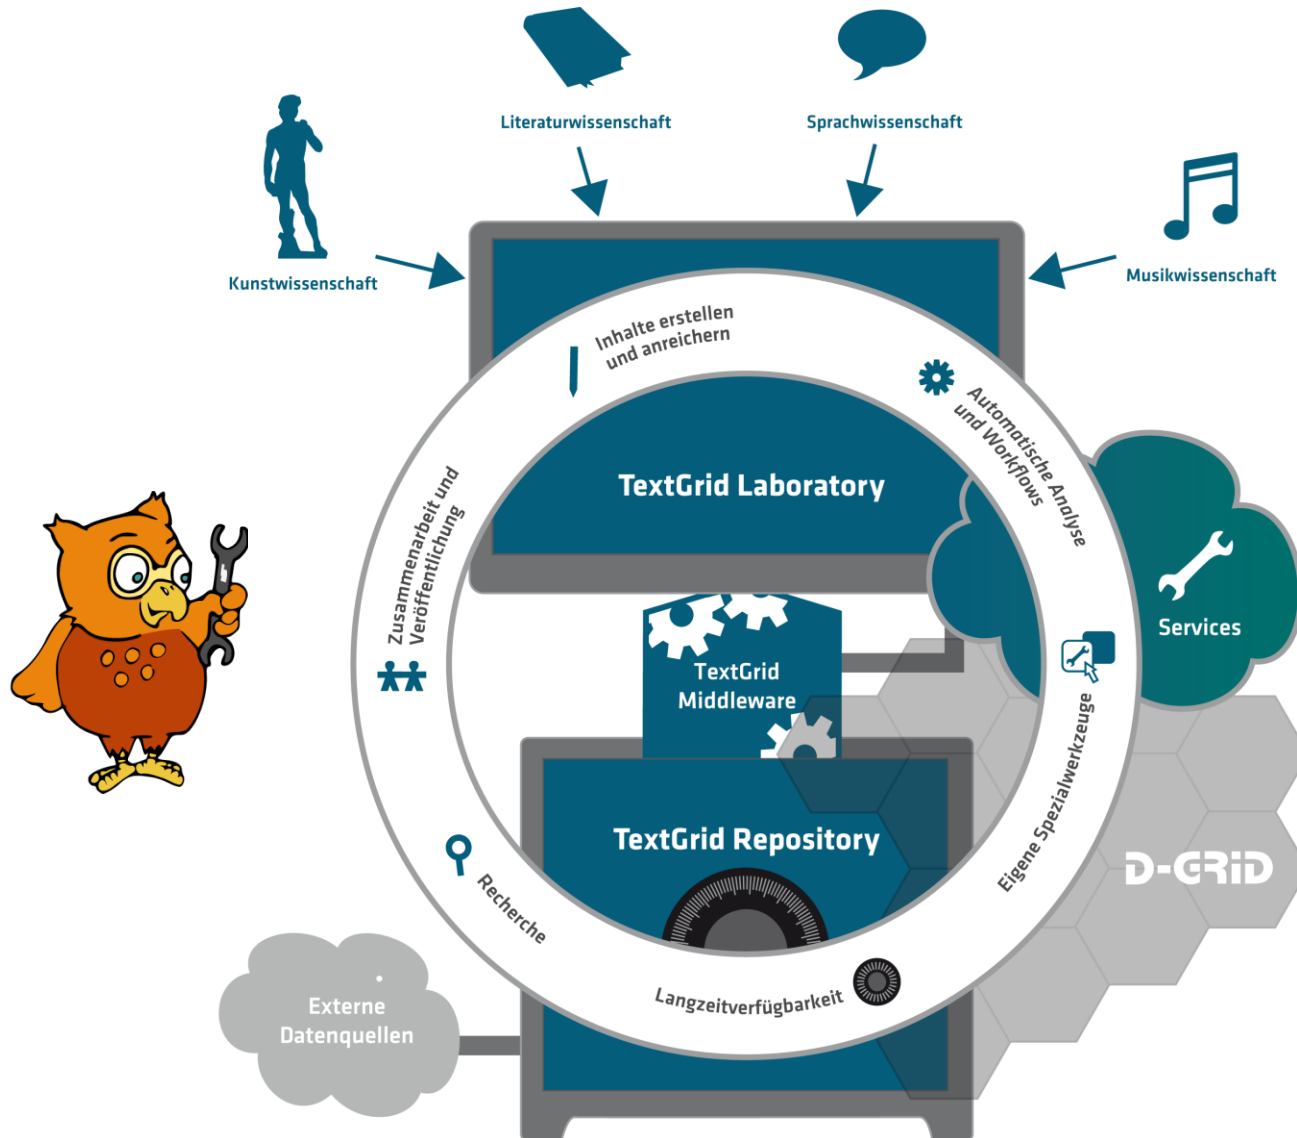 Literaturwissenschaft
Sprachwissenschaft
Kunstwissenschaft
Musikwissenschaft
Inhalte erstellen
und anreichern
Automatische Analyse
und Workflows
TextGrid Laboratory
Zusammenarbeit und
Veröffentlichung
Services
TextGrid
Middleware
Eigene Spezialwerkzeuge
TextGrid Repository
D-GRiD
Recherche
Langzeitverfügbarkeit
Externe
Datenquellen